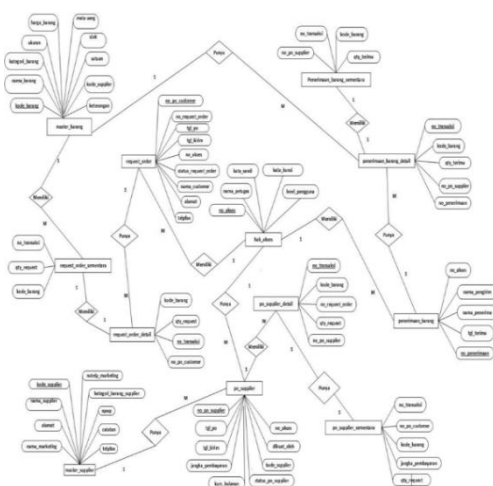 harga_barang
mata_uang
ukuran
stok
kategori_barang
satuan
nama_barang
kode_supplier
kode_barang
keterangan
master_barang
Punya
1
M
no_transaksi
kode_barang
no_po_supplier
qty_terima
Penerimaan_barang_sementara
Memiliki
no_po_customer
no_request_order
tgl_po
tgl_kirim
no_akses
status_request_order
nama_customer
alamat
telpfax
request_order
kata_sandi
kata_kunci
nama_petugas
level_pengguna
no_akses
hak_akses
no_transaksi
kode_barang
qty_terima
no_po_supplier
no_penerimaan
penerimaan_barang_detail
Memiliki
Punya
Memiliki
Memiliki
Punya
no_transaksi
qty_request
kode_barang
request_order_sementara
Memiliki
kode_barang
qty_request
no_transaksi
no_po_customer
request_order_detail
Punya
no_transaksi
kode_barang
no_request_order
qty_request
no_po_supplier
po_supplier_detail
Memiliki
no_akses
nama_pengirim
nama_penerima
tgl_terima
no_penerimaan
penerimaan_barang
notelp_marketing
kode_supplier
kategori_barang_supplier
nama_supplier
npwp
alamat
catatan
nama_marketing
telpfax
master_supplier
Punya
po_supplier
no_po_supplier
tgl_po
tgl_kirim
jangka_pembayaran
no_akses
dibuat_oleh
kode_supplier
status_po_supplier
Punya
po_supplier_sementara
no_transaksi
no_po_customer
kode_barang
jangka_pembayaran
qty_request